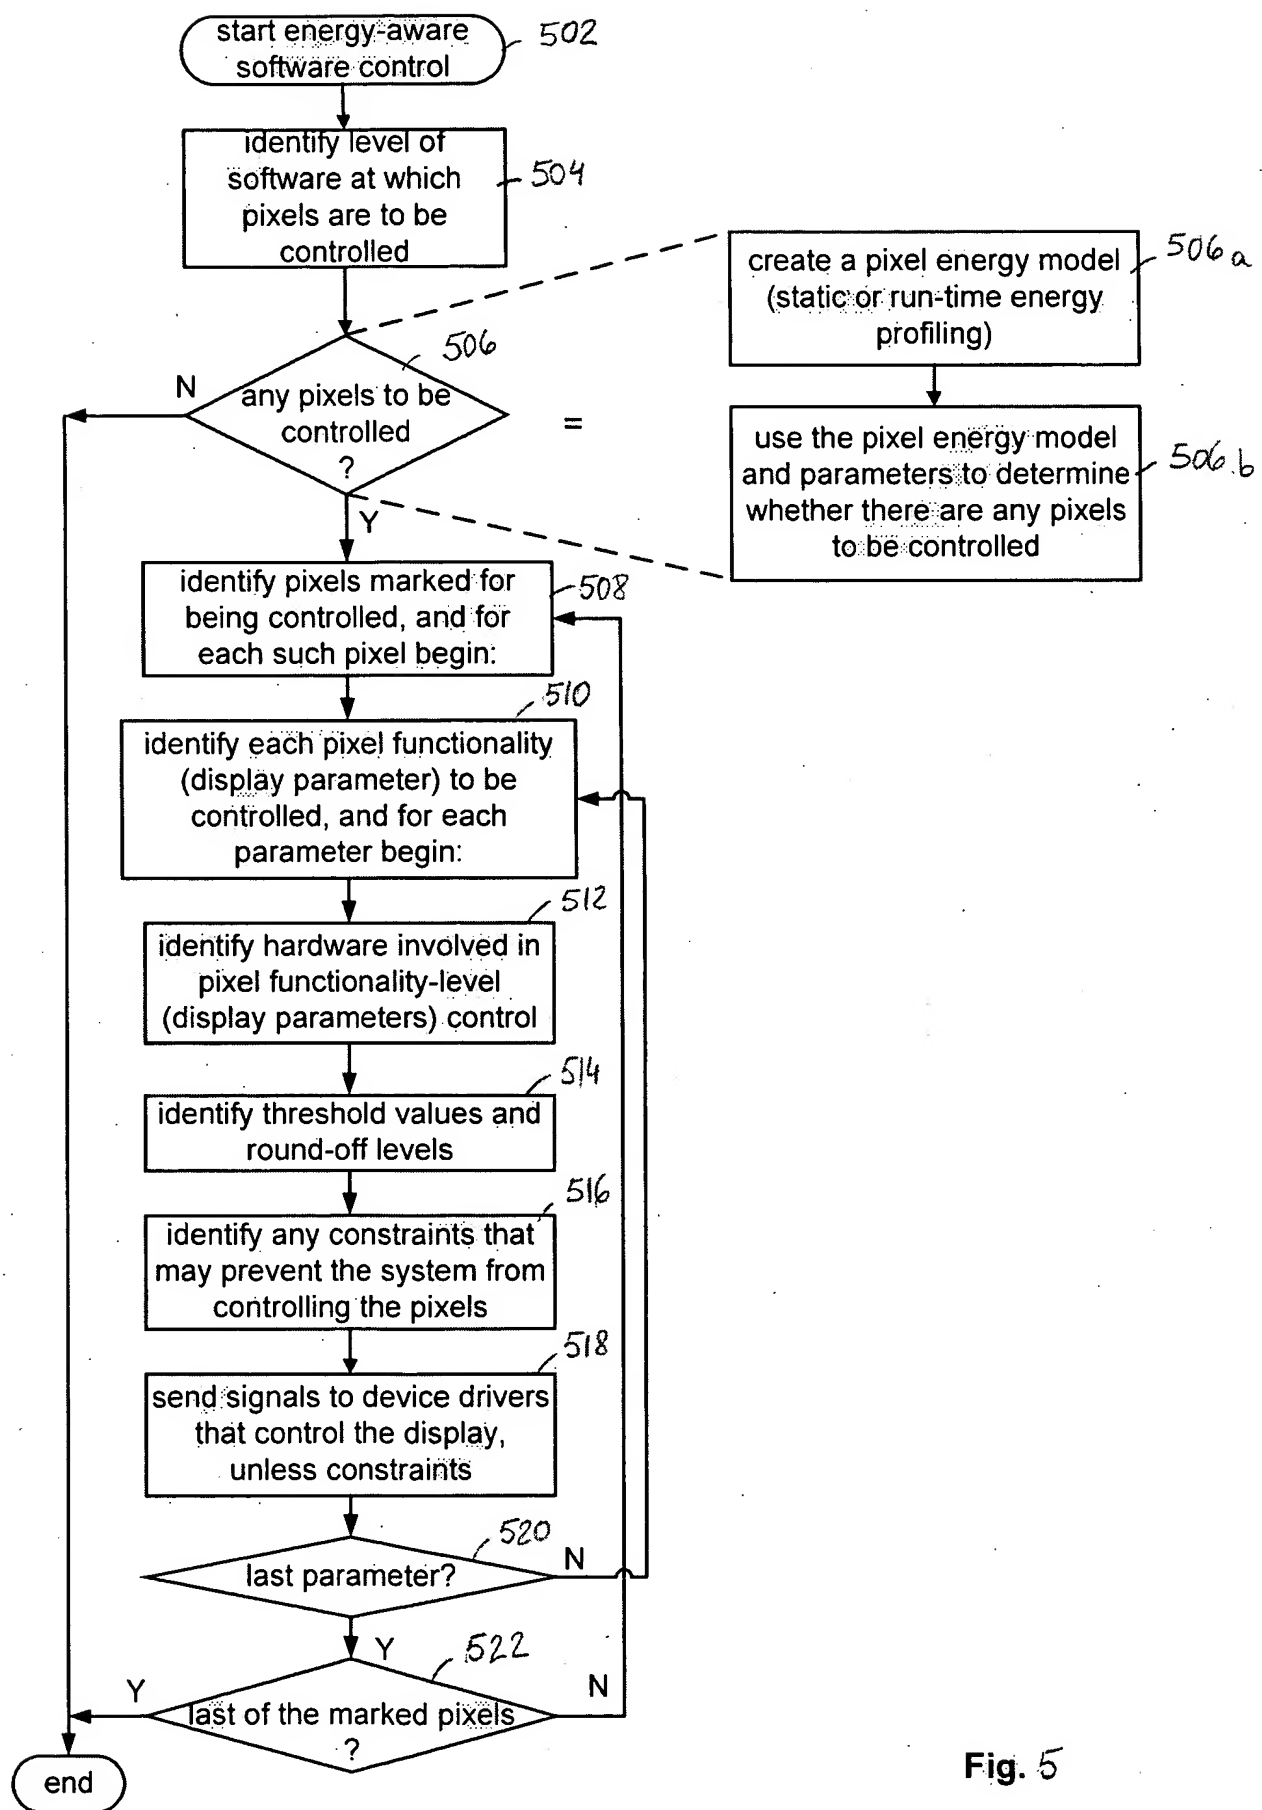 start energy-aware
software control
502
identify level of
software at which
pixels are to be
controlled
504
506
any pixels to be
controlled
?
N
Y
=
create a pixel energy model
(static or run-time energy
profiling)
506a
use the pixel energy model
and parameters to determine
whether there are any pixels
to be controlled
506.b
identify pixels marked for
being controlled, and for
each such pixel begin:
508
510
identify each pixel functionality
(display parameter) to be
controlled, and for each
parameter begin:
512
identify hardware involved in
pixel functionality-level
(display parameters) control
514
identify threshold values and
round-off levels
516
identify any constraints that
may prevent the system from
controlling the pixels
518
send signals to device drivers
that control the display,
unless constraints
520
last parameter?
N
Y
522
last of the marked pixels
?
Y
N
end
Fig. 5